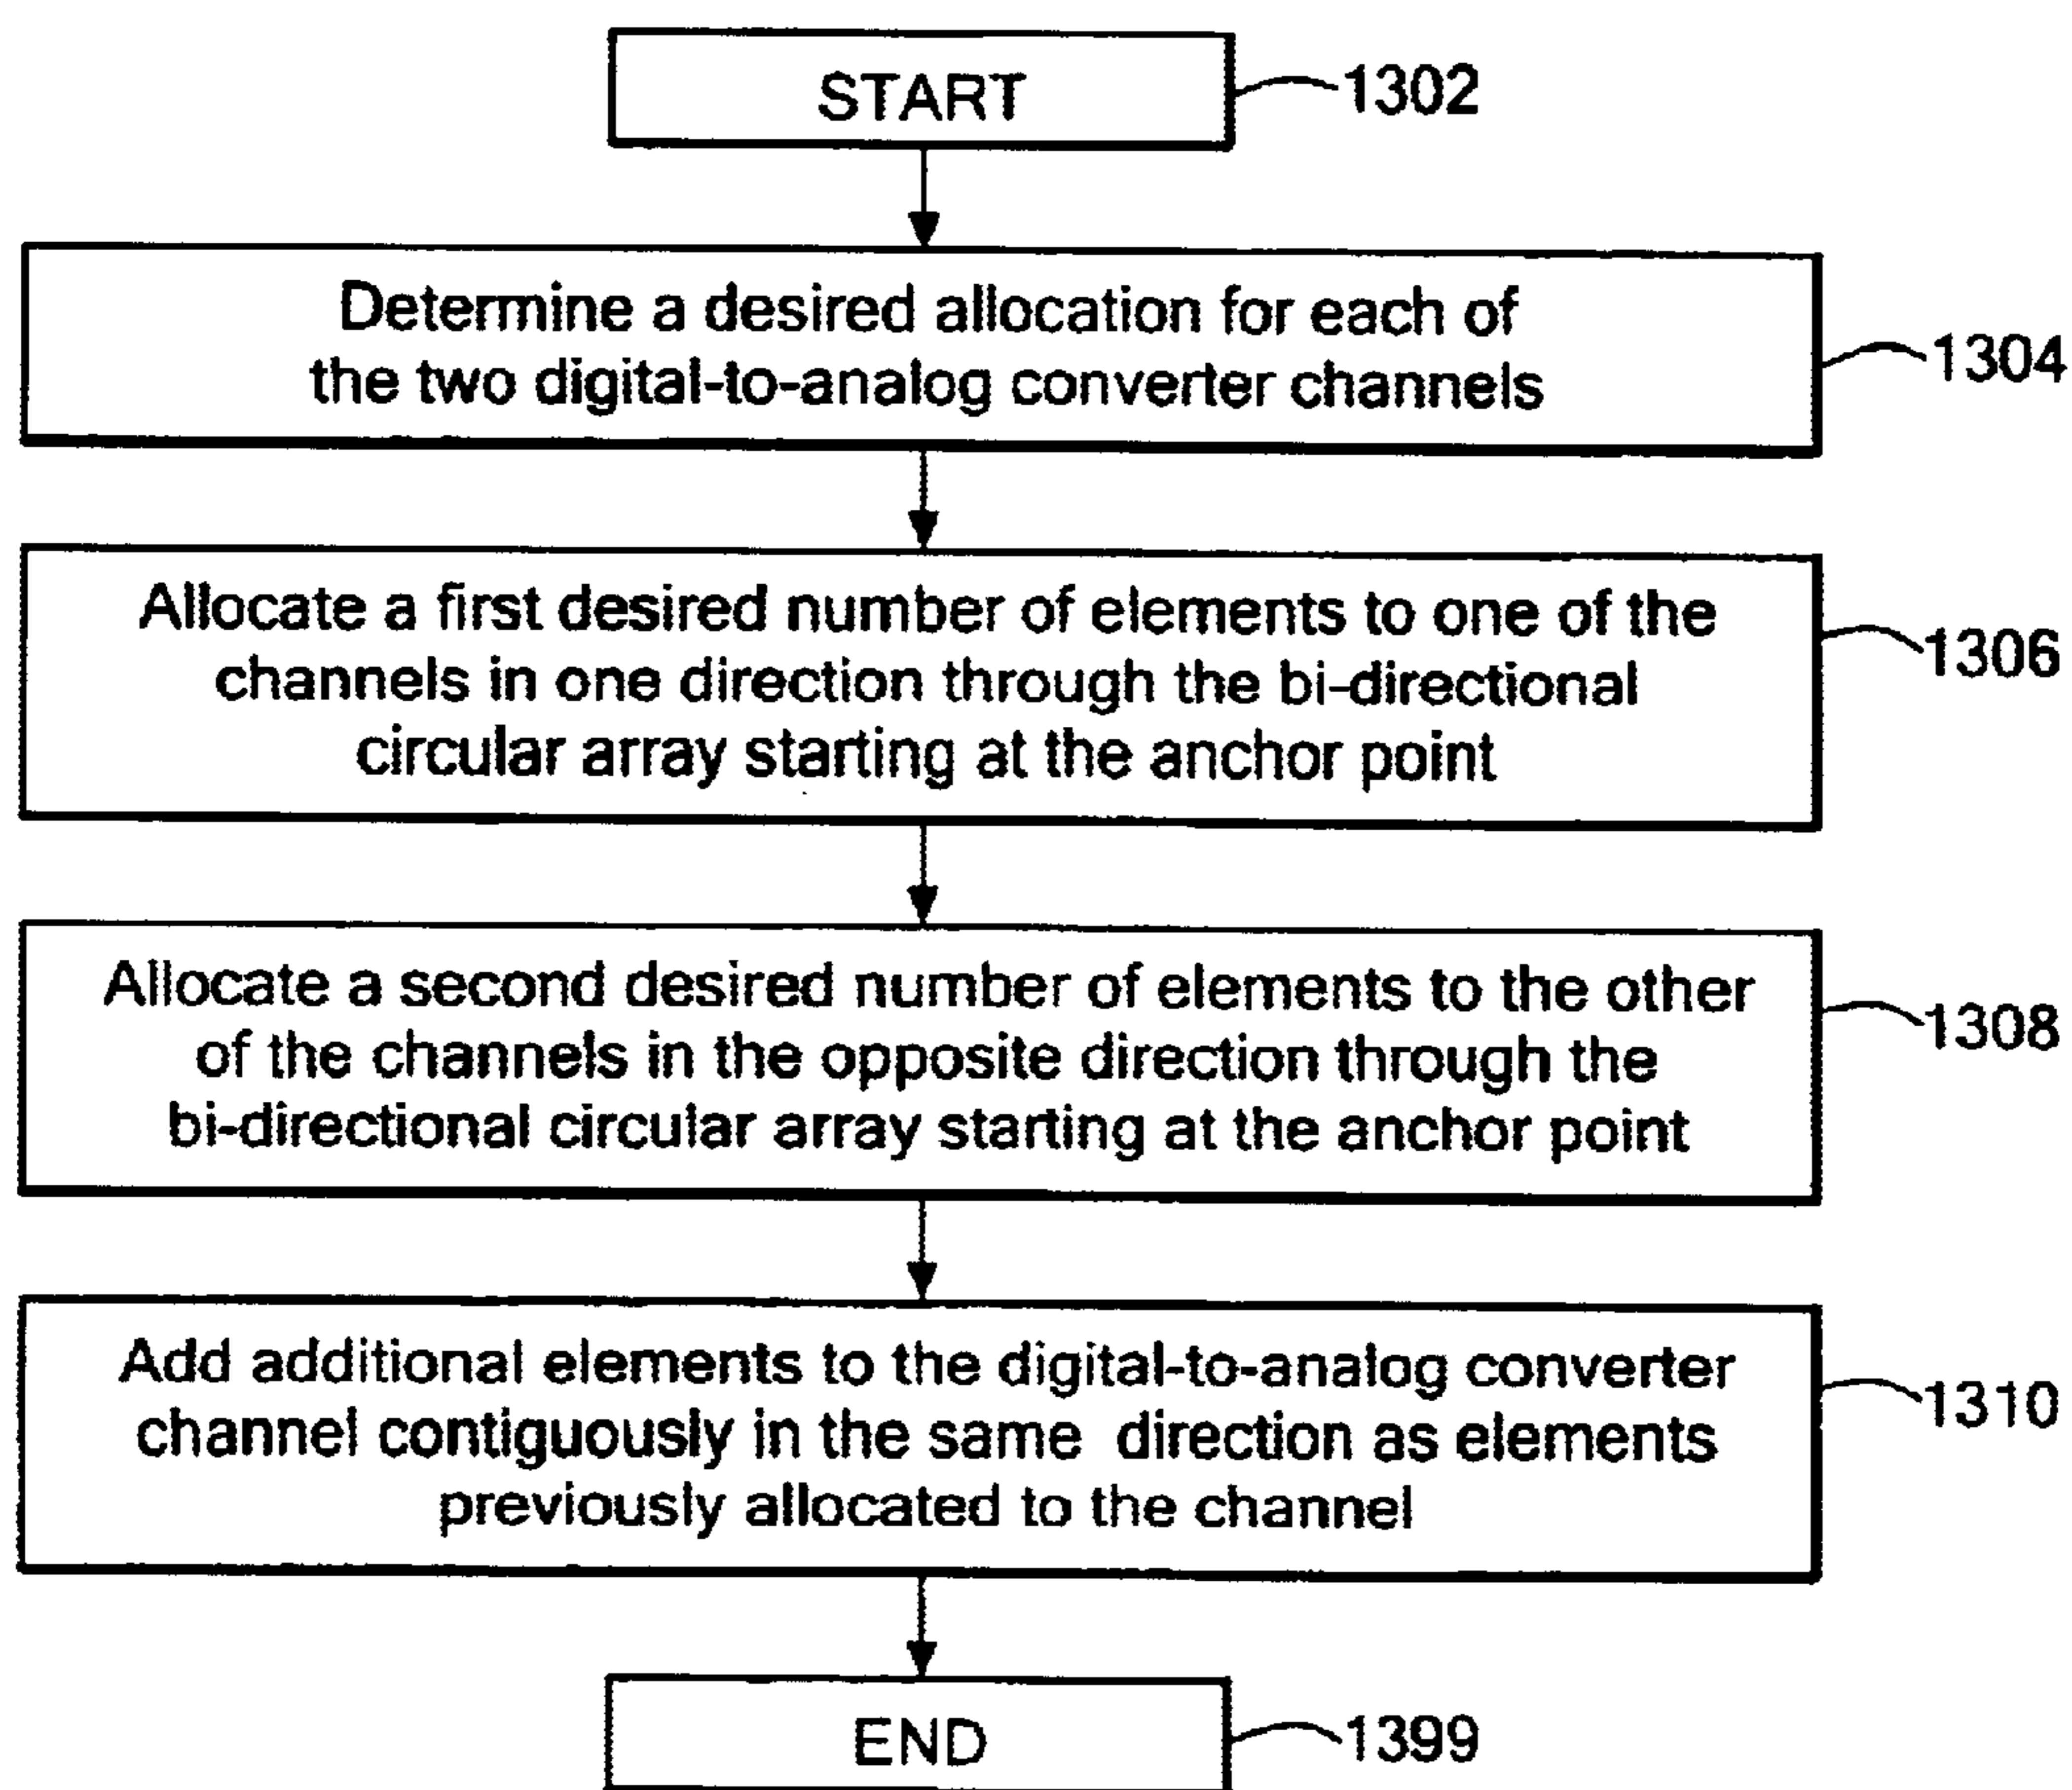 START
1302
Determine a desired allocation for each of
the two digital-to-analog converter channels
1304
Allocate a first desired number of elements to one of the
channels in one direction through the bi-directional
circular array starting at the anchor point
1306
Allocate a second desired number of elements to the other
of the channels in the opposite direction through the
bi-directional circular array starting at the anchor point
1308
Add additional elements to the digital-to-analog converter
channel contiguously in the same direction as elements
previously allocated to the channel
1310
END
1399